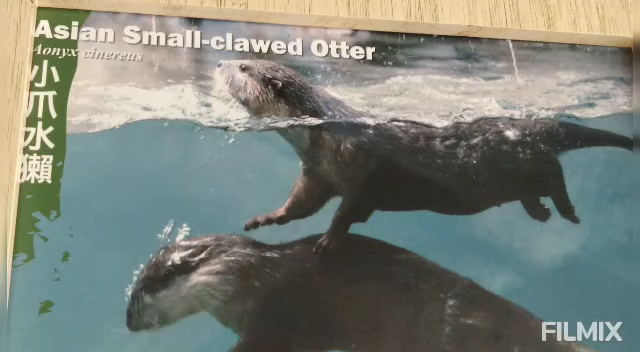 Asian Small-clawed Otter
Aonyx cinereus
小爪水獺
FILMIX